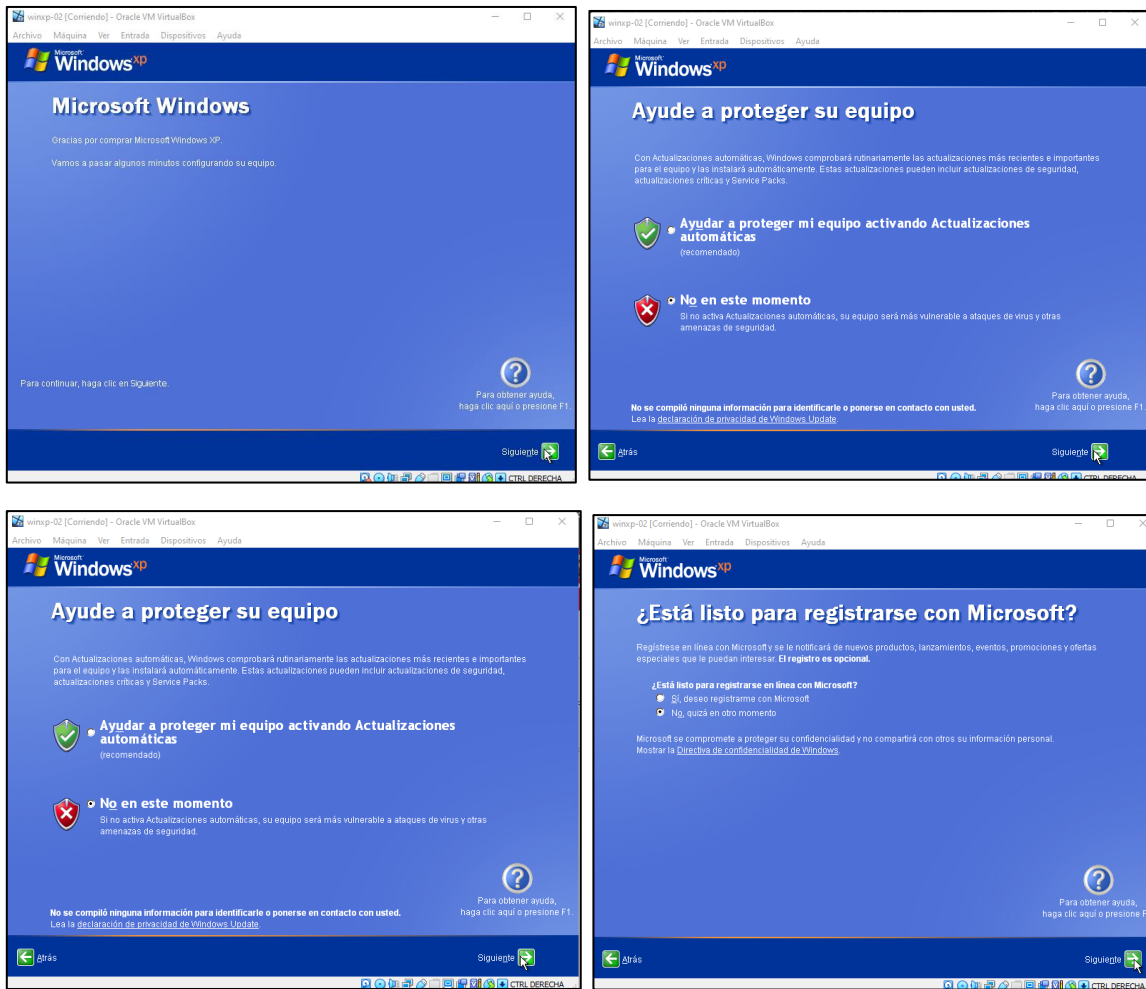 winxp-02 [Corriendo] - Oracle VM VirtualBox
Archivo Máquina Ver Entrada Dispositivos Ayuda
Microsoft
Windows xp
Microsoft Windows
Gracias por comprar Microsoft Windows XP.
Vamos a pasar algunos minutos configurando su equipo.
Para continuar, haga clic en Siguiente.
Para obtener ayuda,
haga clic aquí o presione F1.
Siguiente
CTRL DERECHA
winxp-02 [Corriendo] - Oracle VM VirtualBox
Archivo Máquina Ver Entrada Dispositivos Ayuda
Microsoft
Windows xp
Ayude a proteger su equipo
Con Actualizaciones automáticas, Windows comprobará rutinariamente las actualizaciones más recientes e importantes
para el equipo y las instalará automáticamente. Estas actualizaciones pueden incluir actualizaciones de seguridad,
actualizaciones críticas y Service Packs.
Ayudar a proteger mi equipo activando Actualizaciones
automáticas
(recomendado)
No en este momento
Si no activa Actualizaciones automáticas, su equipo será más vulnerable a ataques de virus y otras
amenazas de seguridad.
Para obtener ayuda,
haga clic aquí o presione F1.
No se compiló ninguna información para identificarle o ponerse en contacto con usted.
Lea la declaración de privacidad de Windows Update.
Atrás
Siguiente
CTRL DERECHA
winxp-02 [Corriendo] - Oracle VM VirtualBox
Archivo Máquina Ver Entrada Dispositivos Ayuda
Microsoft
Windows xp
Ayude a proteger su equipo
Con Actualizaciones automáticas, Windows comprobará rutinariamente las actualizaciones más recientes e importantes
para el equipo y las instalará automáticamente. Estas actualizaciones pueden incluir actualizaciones de seguridad,
actualizaciones críticas y Service Packs.
Ayudar a proteger mi equipo activando Actualizaciones
automáticas
(recomendado)
No en este momento
Si no activa Actualizaciones automáticas, su equipo será más vulnerable a ataques de virus y otras
amenazas de seguridad.
Para obtener ayuda,
haga clic aquí o presione F1.
No se compiló ninguna información para identificarle o ponerse en contacto con usted.
Lea la declaración de privacidad de Windows Update.
Atrás
Siguiente
CTRL DERECHA
winxp-02 [Corriendo] - Oracle VM VirtualBox
Archivo Máquina Ver Entrada Dispositivos Ayuda
Microsoft
Windows xp
¿Está listo para registrarse con Microsoft?
Regístrese en línea con Microsoft y se le notificará de nuevos productos, lanzamientos, eventos, promociones y ofertas
especiales que le puedan interesar. El registro es opcional.
¿Está listo para registrarse en línea con Microsoft?
Sí, deseo registrarme con Microsoft
No, quizá en otro momento
Microsoft se compromete a proteger su confidencialidad y no compartirá con otros su información personal.
Mostrar la Directiva de confidencialidad de Windows.
Para obtener ayuda,
haga clic aquí o presione F
Atrás
Siguiente
CTRL DERECHA